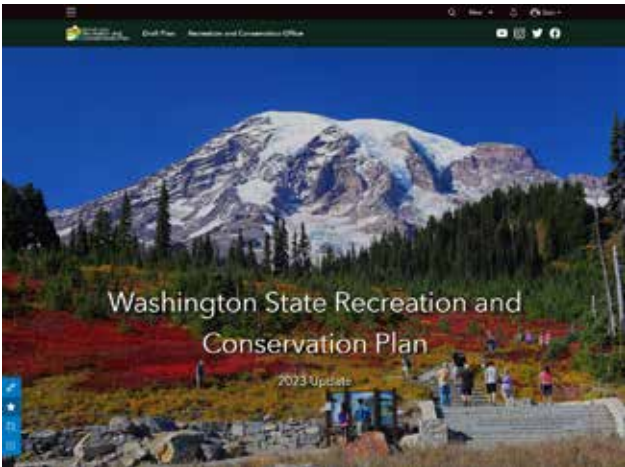 Draft Plan Recreation and Conservation Office
Washington State Recreation and
Conservation Plan
2023 Update